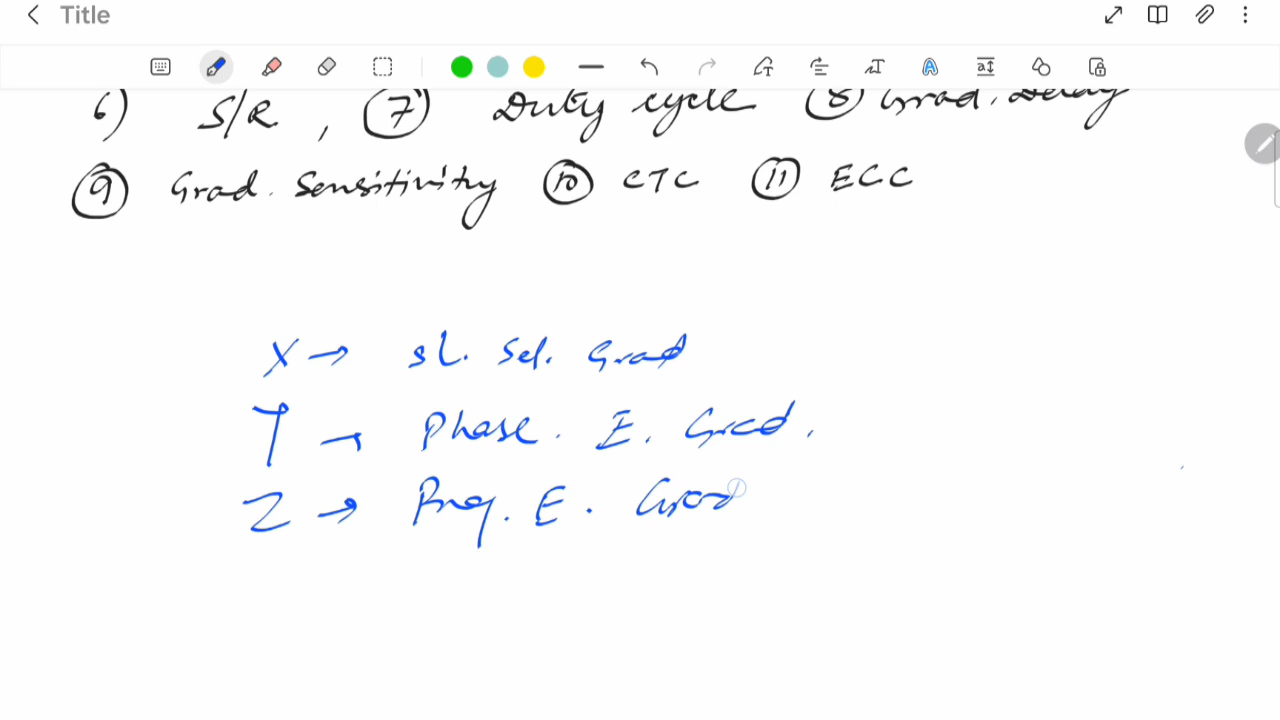 Title
6) S/R , (7) Duty cycle (8) Grad. Delay
(9) Grad. Sensitivity (10) CTC (11) ECC
X → sl. Sel. Grad
Y → Phase. E. Grad.
Z → Freq. E. Grad